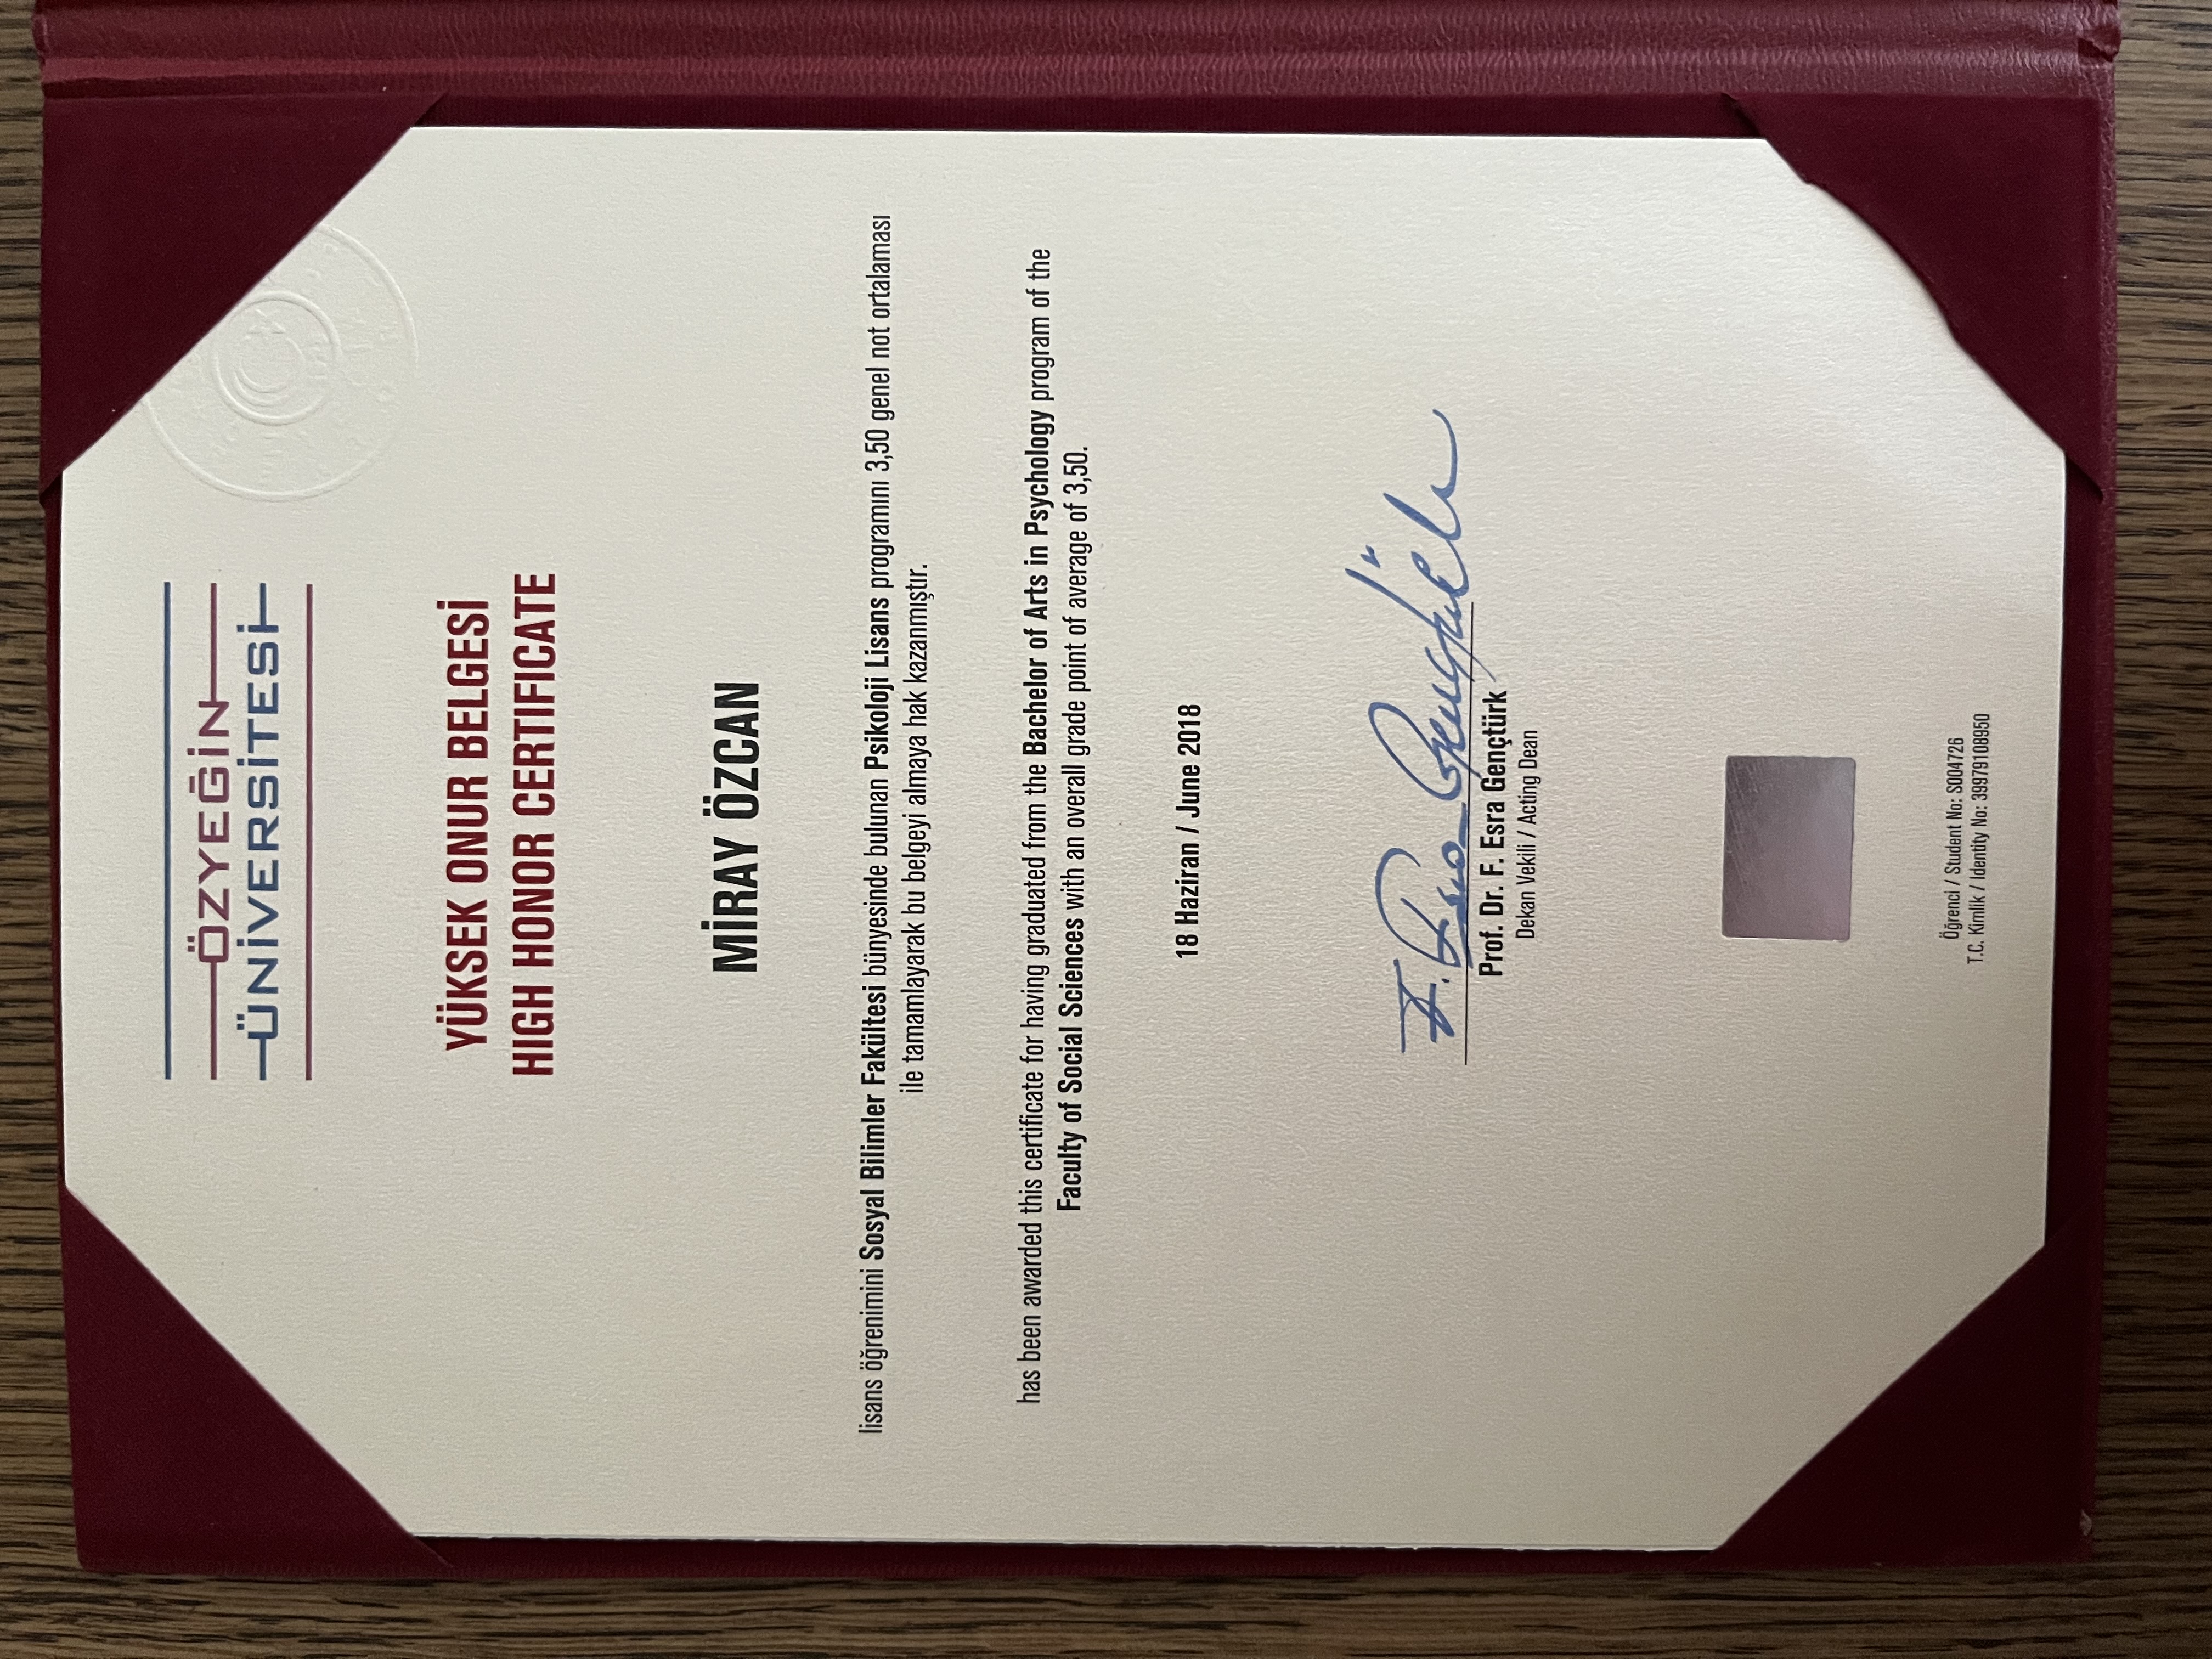 ÖZYEĞİN
ÜNİVERSİTESİ
YÜKSEK ONUR BELGESİ
HIGH HONOR CERTIFICATE
MİRAY ÖZCAN
lisans öğrenimini Sosyal Bilimler Fakültesi bünyesinde bulunan Psikoloji Lisans programını 3,50 genel not ortalaması
ile tamamlayarak bu belgeyi almaya hak kazanmıştır.
has been awarded this certificate for having graduated from the Bachelor of Arts in Psychology program of the
Faculty of Social Sciences with an overall grade point of average of 3,50.
18 Haziran / June 2018
F. Esra Gençtürk
Prof. Dr. F. Esra Gençtürk
Dekan Vekili / Acting Dean
Öğrenci / Student No: S004726
T.C. Kimlik / Identity No: 39979108950